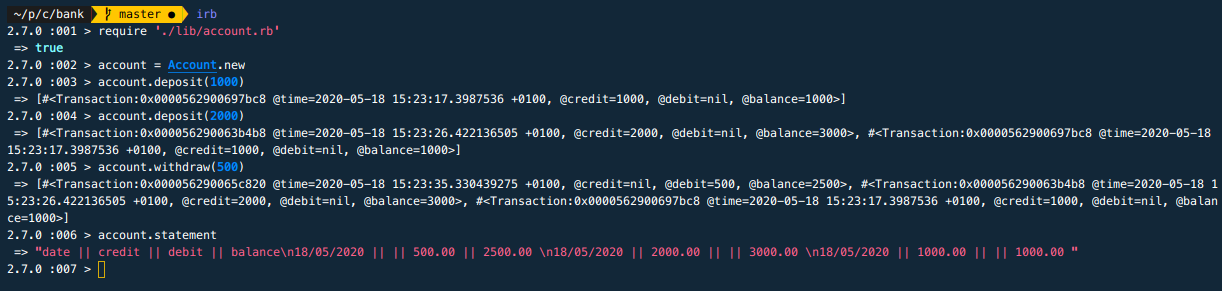 ~/p/c/bank master ● irb
2.7.0 :001 > require './lib/account.rb'
=> true
2.7.0 :002 > account = Account.new
2.7.0 :003 > account.deposit(1000)
=> [#<Transaction:0x0000562900697bc8 @time=2020-05-18 15:23:17.3987536 +0100, @credit=1000, @debit=nil, @balance=1000>]
2.7.0 :004 > account.deposit(2000)
=> [#<Transaction:0x000056290063b4b8 @time=2020-05-18 15:23:26.422136505 +0100, @credit=2000, @debit=nil, @balance=3000>, #<Transaction:0x0000562900697bc8 @time=2020-05-18
15:23:17.3987536 +0100, @credit=1000, @debit=nil, @balance=1000>]
2.7.0 :005 > account.withdraw(500)
=> [#<Transaction:0x000056290065c820 @time=2020-05-18 15:23:35.330439275 +0100, @credit=nil, @debit=500, @balance=2500>, #<Transaction:0x000056290063b4b8 @time=2020-05-18 1
5:23:26.422136505 +0100, @credit=2000, @debit=nil, @balance=3000>, #<Transaction:0x0000562900697bc8 @time=2020-05-18 15:23:17.3987536 +0100, @credit=1000, @debit=nil, @balan
ce=1000>]
2.7.0 :006 > account.statement
=> "date || credit || debit || balance\n18/05/2020 || || 500.00 || 2500.00 \n18/05/2020 || 2000.00 || || 3000.00 \n18/05/2020 || 1000.00 || || 1000.00 "
2.7.0 :007 >